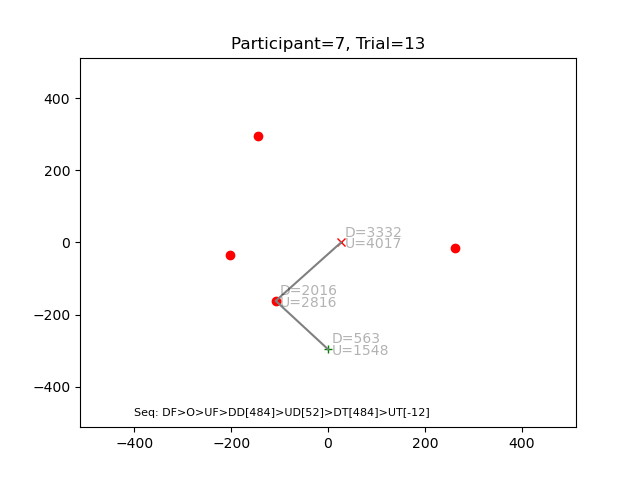 Participant=7, Trial=13
400
200
0
−200
−400
D=3332
U=4017
D=2016
U=2816
D=563
U=1548
Seq: DF>O>UF>DD[484]>UD[52]>DT[484]>UT[-12]
−400
−200
0
200
400